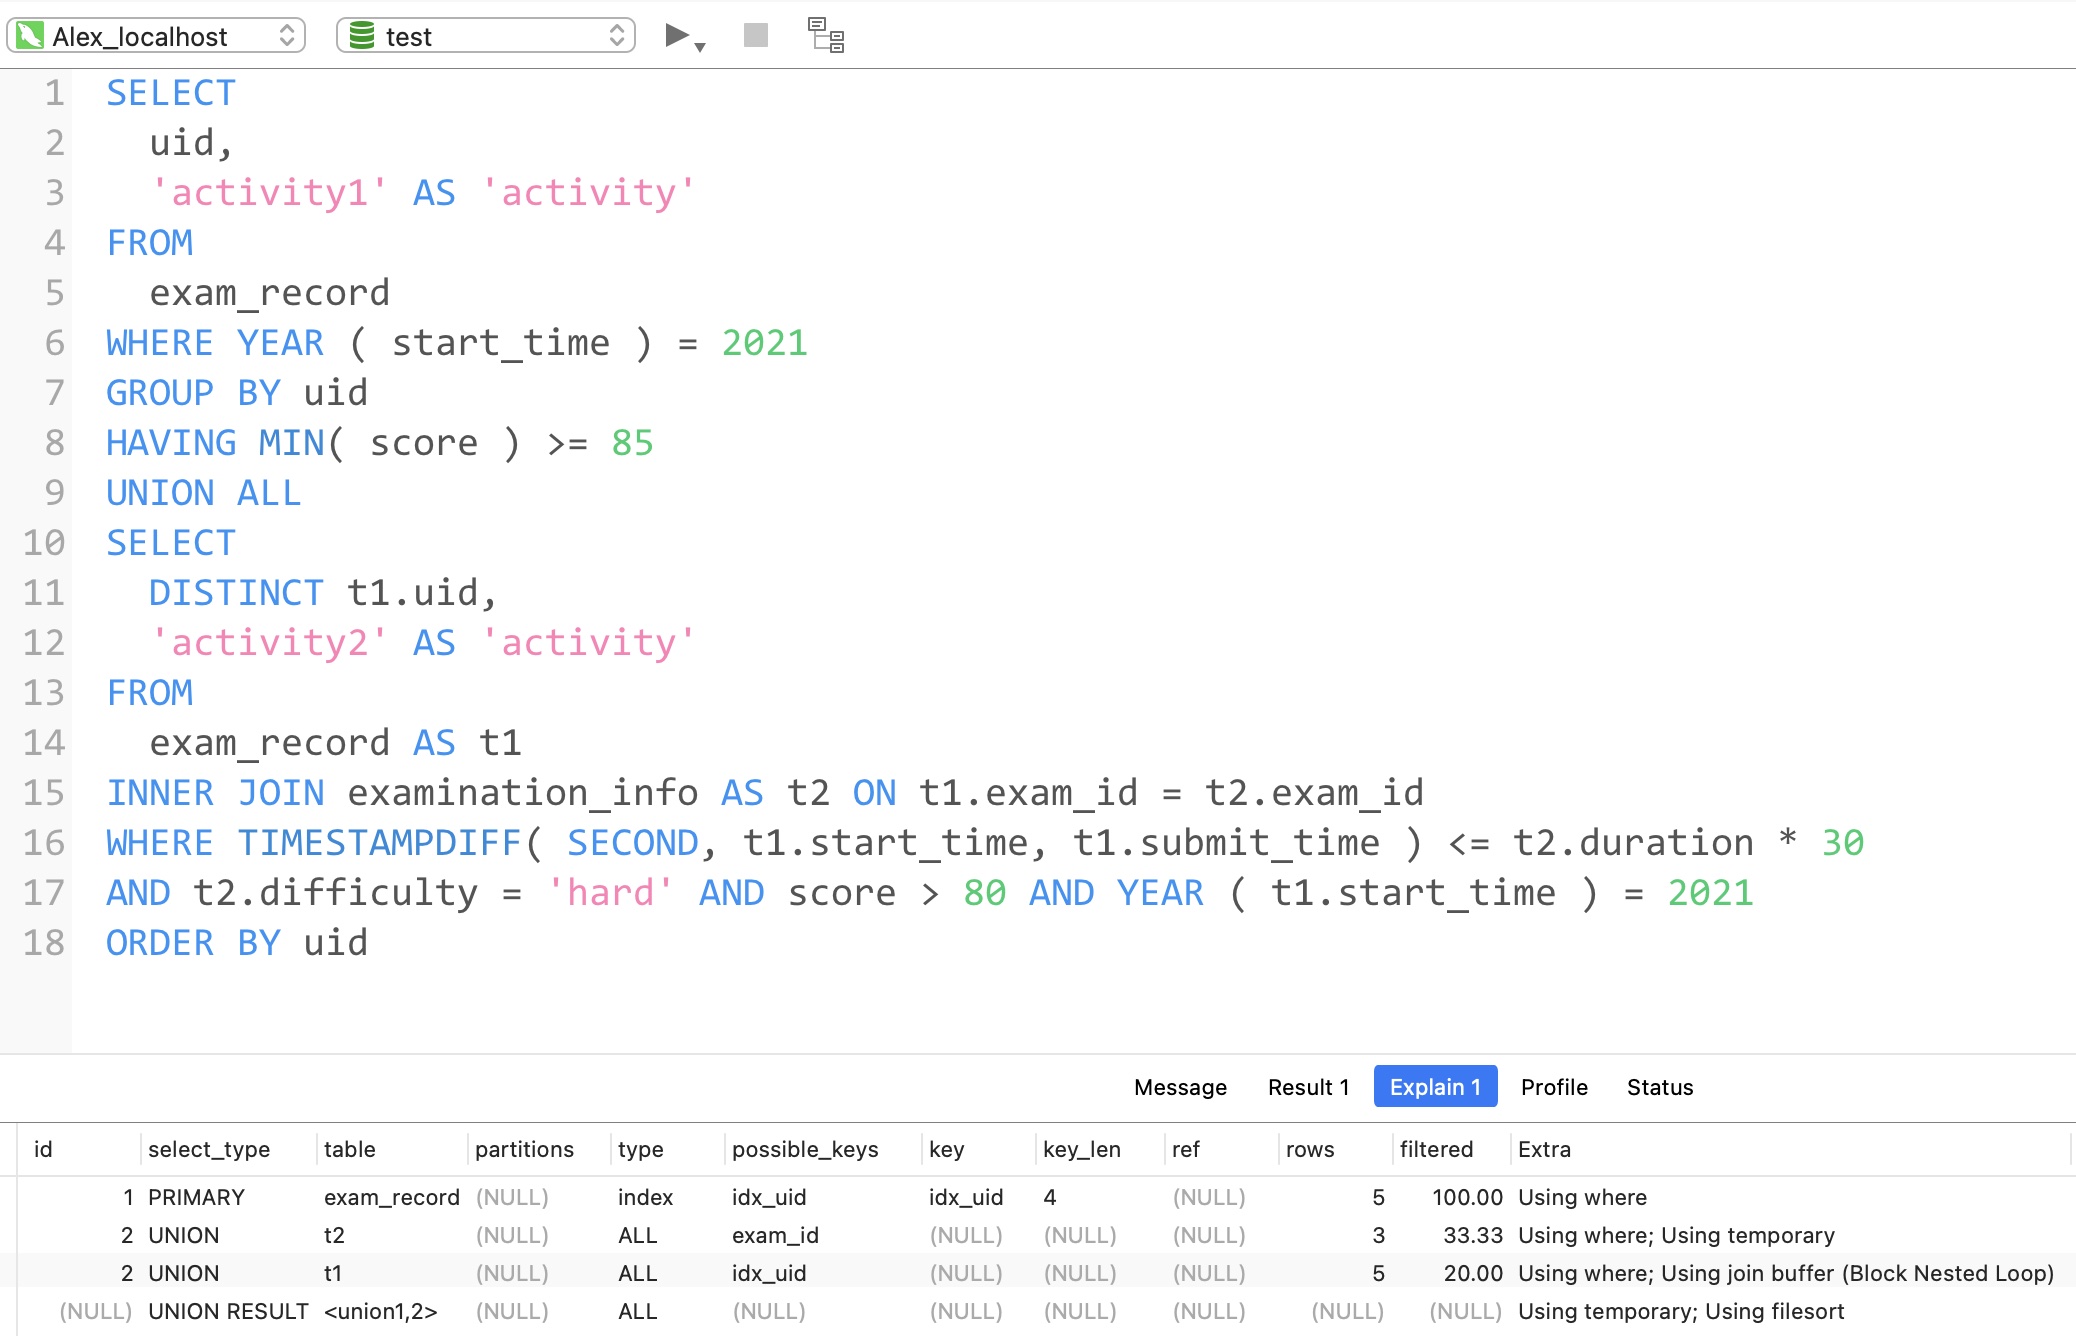 Alex_localhost test
1 SELECT
2 uid,
3 'activity1' AS 'activity'
4 FROM
5 exam_record
6 WHERE YEAR ( start_time ) = 2021
7 GROUP BY uid
8 HAVING MIN( score ) >= 85
9 UNION ALL
10 SELECT
11 DISTINCT t1.uid,
12 'activity2' AS 'activity'
13 FROM
14 exam_record AS t1
15 INNER JOIN examination_info AS t2 ON t1.exam_id = t2.exam_id
16 WHERE TIMESTAMPDIFF( SECOND, t1.start_time, t1.submit_time ) <= t2.duration * 30
17 AND t2.difficulty = 'hard' AND score > 80 AND YEAR ( t1.start_time ) = 2021
18 ORDER BY uid
Message Result 1 Explain 1 Profile Status
id select_type table partitions type possible_keys key key_len ref rows filtered Extra
1 PRIMARY exam_record (NULL) index idx_uid idx_uid 4 (NULL) 5 100.00 Using where
2 UNION t2 (NULL) ALL exam_id (NULL) (NULL) (NULL) 3 33.33 Using where; Using temporary
2 UNION t1 (NULL) ALL idx_uid (NULL) (NULL) (NULL) 5 20.00 Using where; Using join buffer (Block Nested Loop)
(NULL) UNION RESULT <union1,2> (NULL) ALL (NULL) (NULL) (NULL) (NULL) (NULL) (NULL) Using temporary; Using filesort